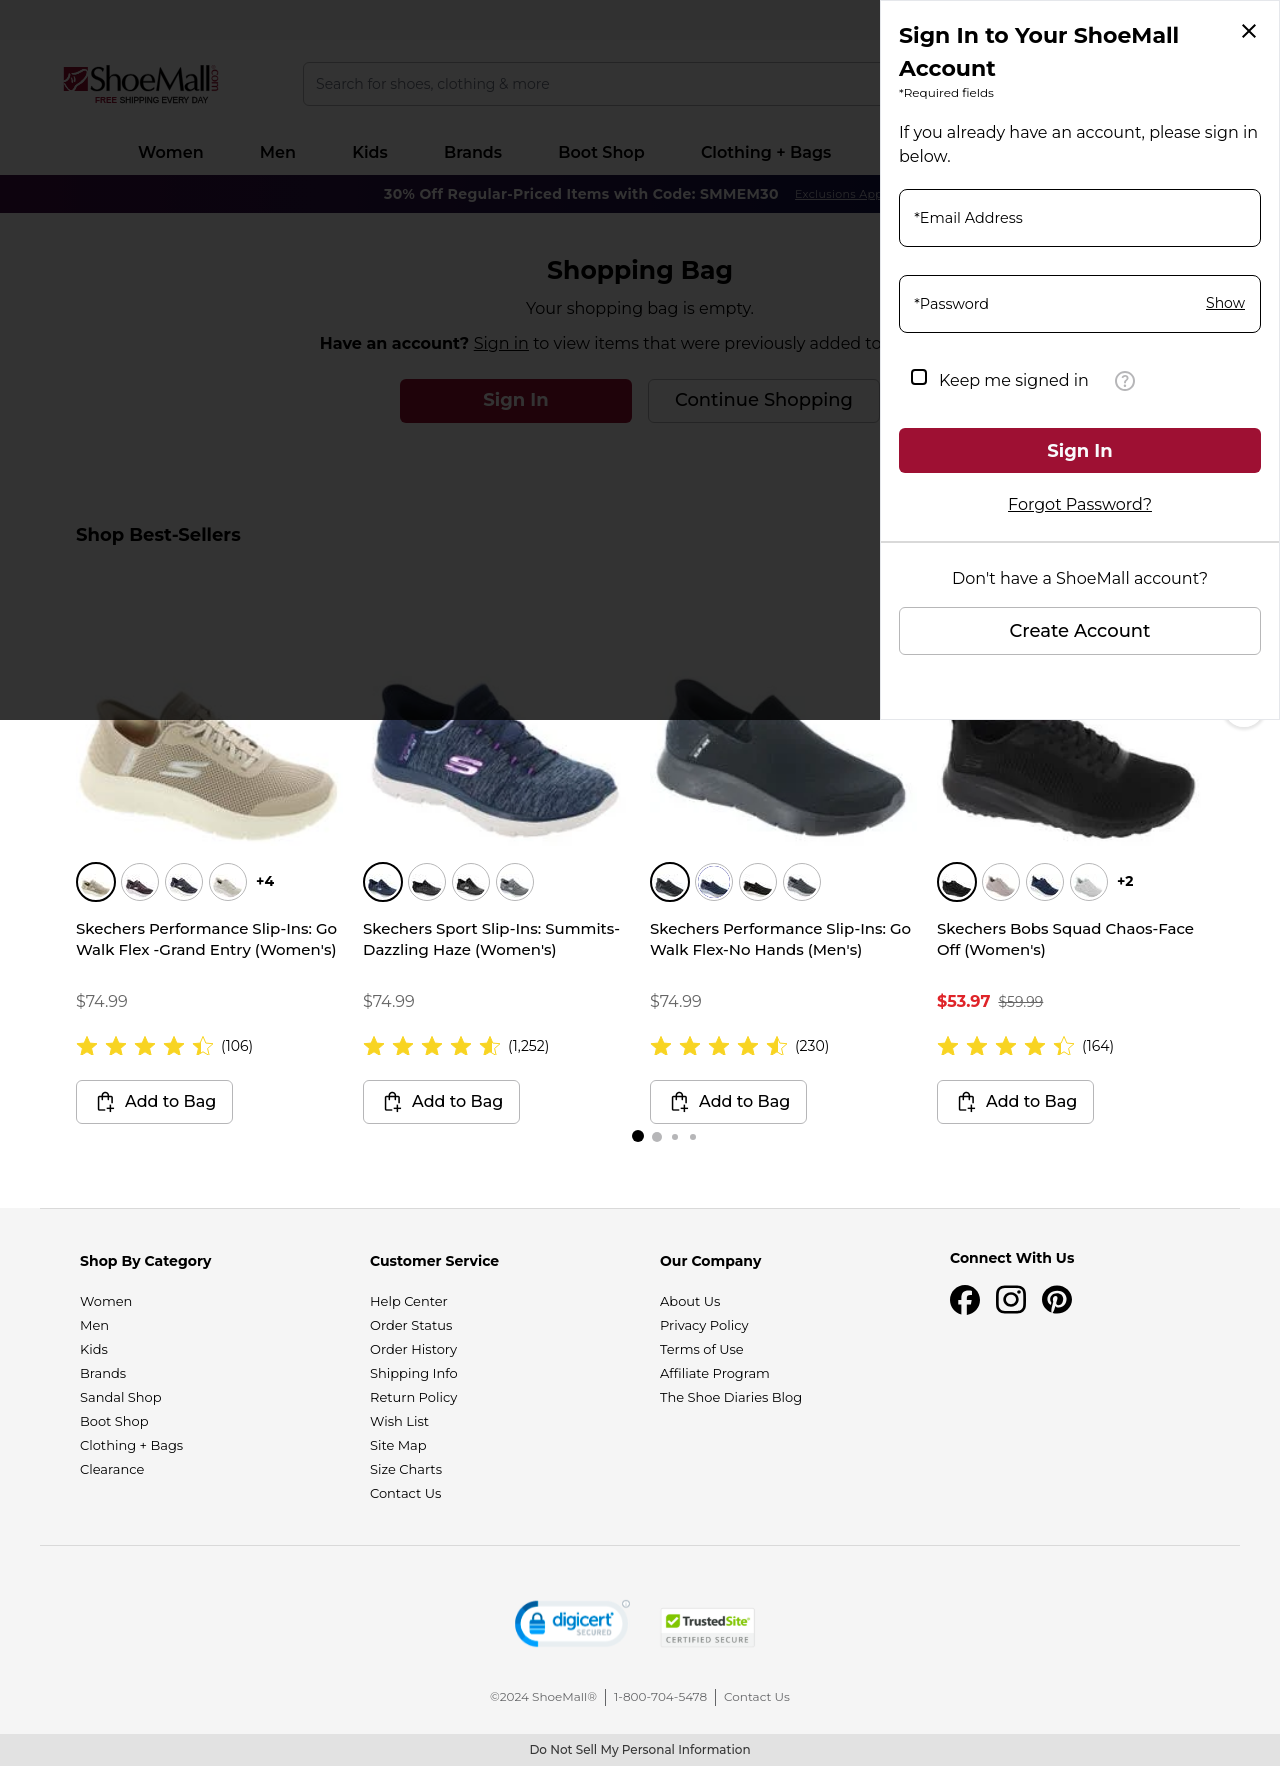 ShoeMall.com
FREE SHIPPING EVERY DAY
Search for shoes, clothing & more
Women
Men
Kids
Brands
Boot Shop
Clothing + Bags
30% Off Regular-Priced Items with Code: SMMEM30
Exclusions App
Shopping Bag
Your shopping bag is empty.
Have an account? Sign in to view items that were previously added to
Sign In
Continue Shopping
Shop Best-Sellers
Sign In to Your ShoeMall
Account
*Required fields
If you already have an account, please sign in
below.
*Email Address
*Password
Show
Keep me signed in
?
Sign In
Forgot Password?
Don't have a ShoeMall account?
Create Account
+4
+2
Skechers Performance Slip-Ins: Go
Walk Flex -Grand Entry (Women's)
$74.99
(106)
Add to Bag
Skechers Sport Slip-Ins: Summits-
Dazzling Haze (Women's)
$74.99
(1,252)
Add to Bag
Skechers Performance Slip-Ins: Go
Walk Flex-No Hands (Men's)
$74.99
(230)
Add to Bag
Skechers Bobs Squad Chaos-Face
Off (Women's)
$53.97 $59.99
(164)
Add to Bag
Shop By Category
Women
Men
Kids
Brands
Sandal Shop
Boot Shop
Clothing + Bags
Clearance
Customer Service
Help Center
Order Status
Order History
Shipping Info
Return Policy
Wish List
Site Map
Size Charts
Contact Us
Our Company
About Us
Privacy Policy
Terms of Use
Affiliate Program
The Shoe Diaries Blog
Connect With Us
digicert
SECURED
TrustedSite
CERTIFIED SECURE
©2024 ShoeMall®
1-800-704-5478
Contact Us
Do Not Sell My Personal Information